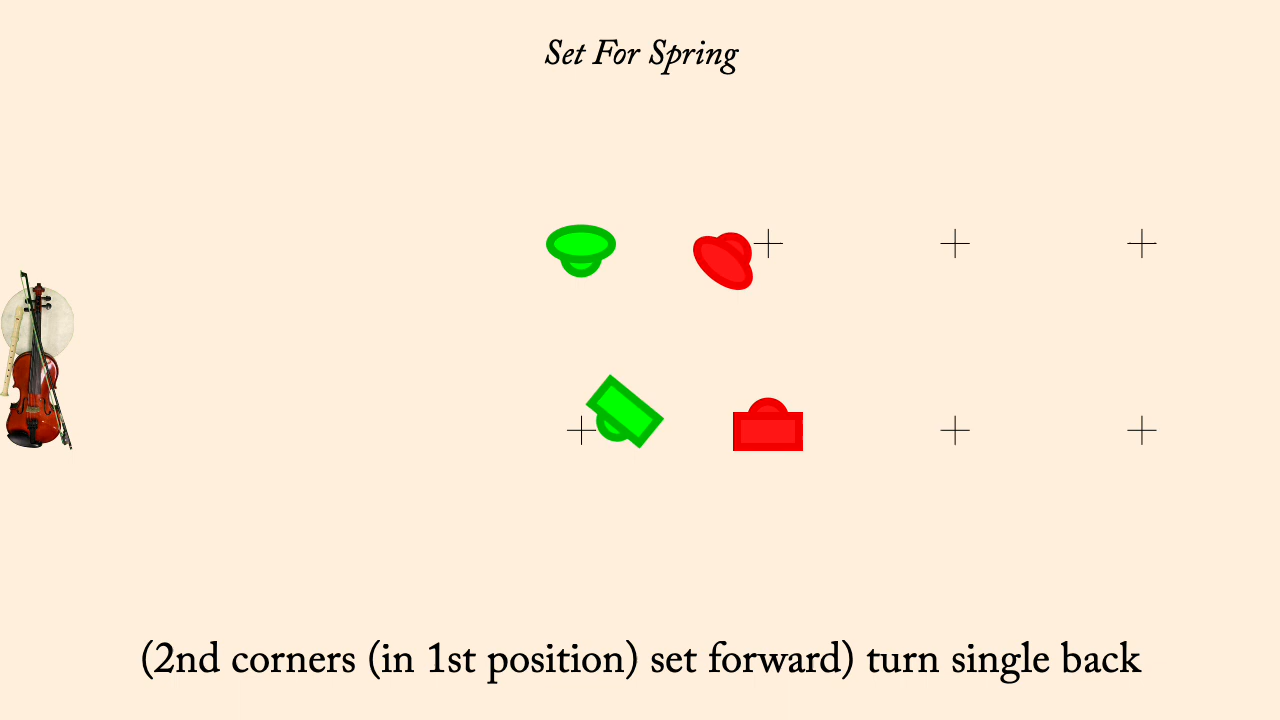 Set For Spring
(2nd corners (in 1st position) set forward) turn single back